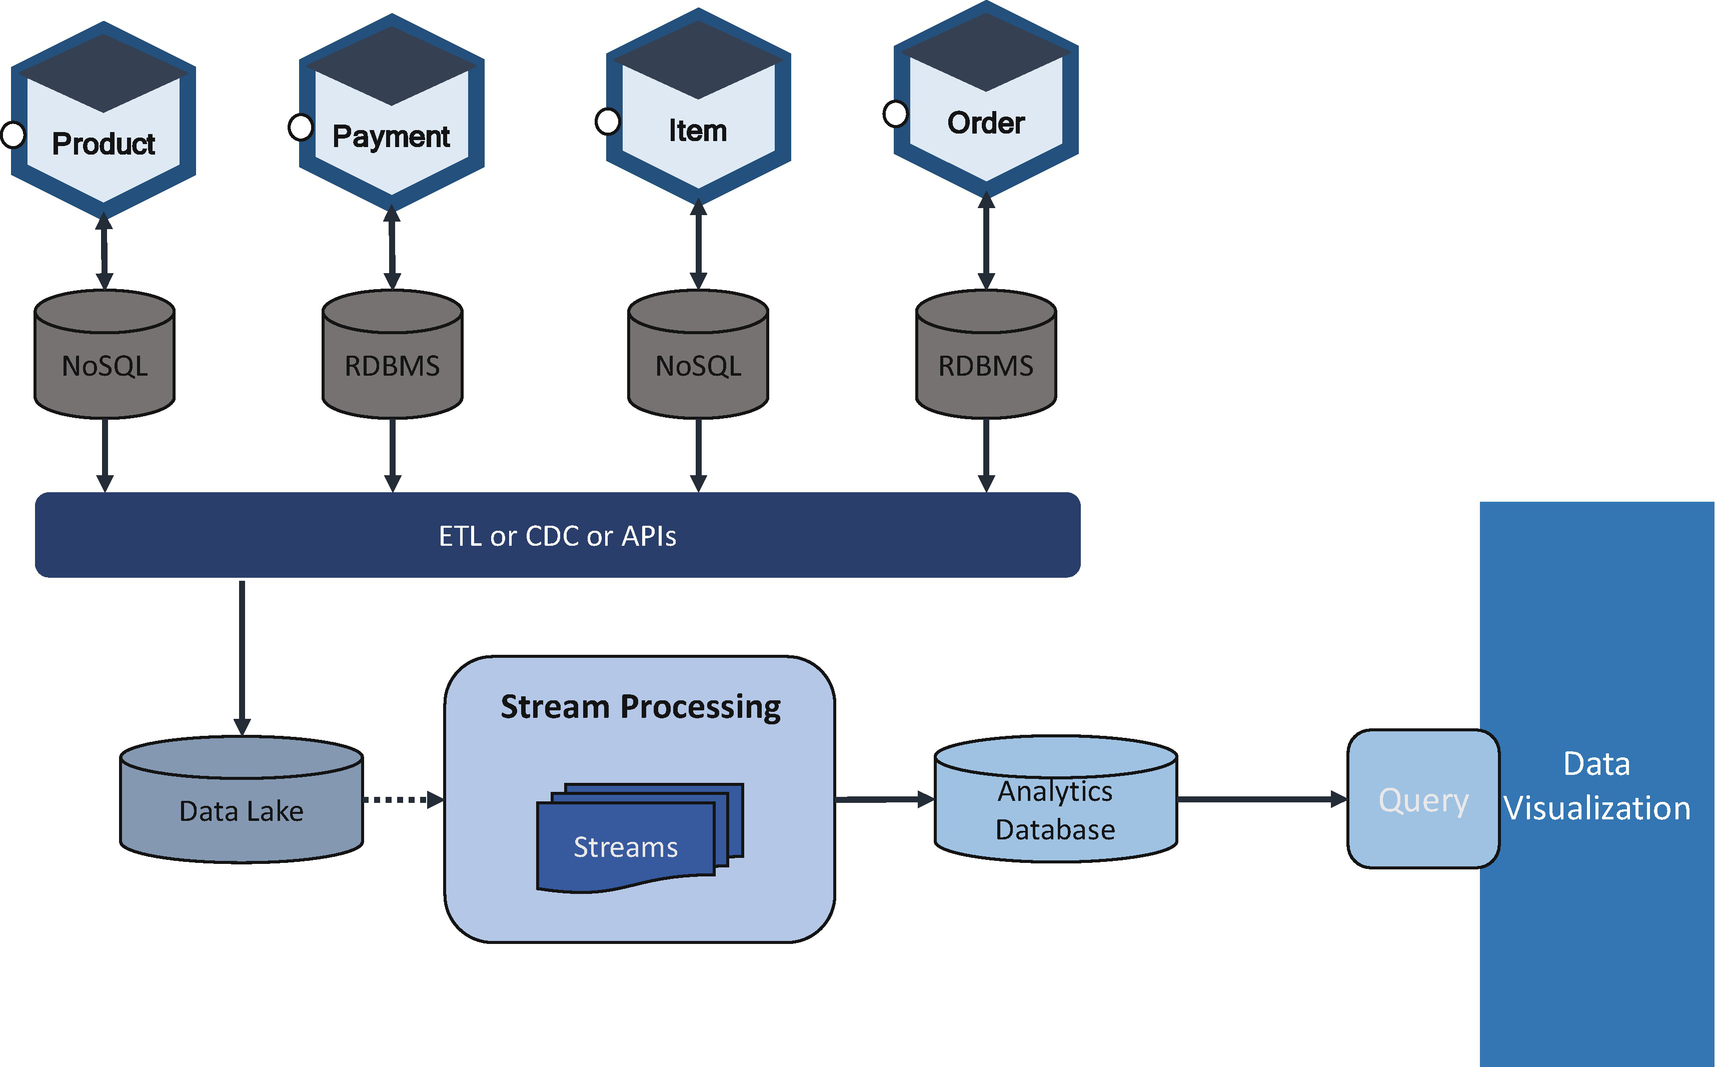 Product
Payment
Item
Order
NoSQL
RDBMS
NoSQL
RDBMS
ETL or CDC or APIs
Stream Processing
Streams
Data Lake
Analytics
Database
Query
Data
Visualization